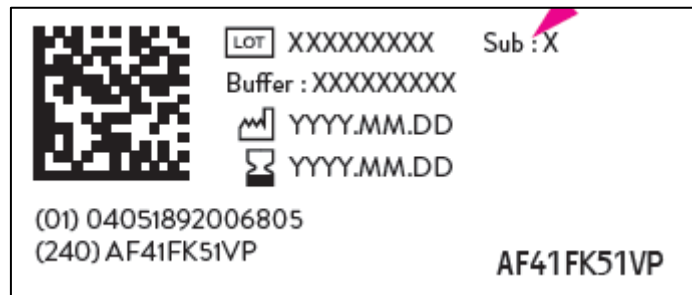 LOT XXXXXXXXX Sub : X
Buffer : XXXXXXXXX
YYYY.MM.DD
YYYY.MM.DD
(01) 04051892006805
(240) AF41FK51VP
AF41FK51VP